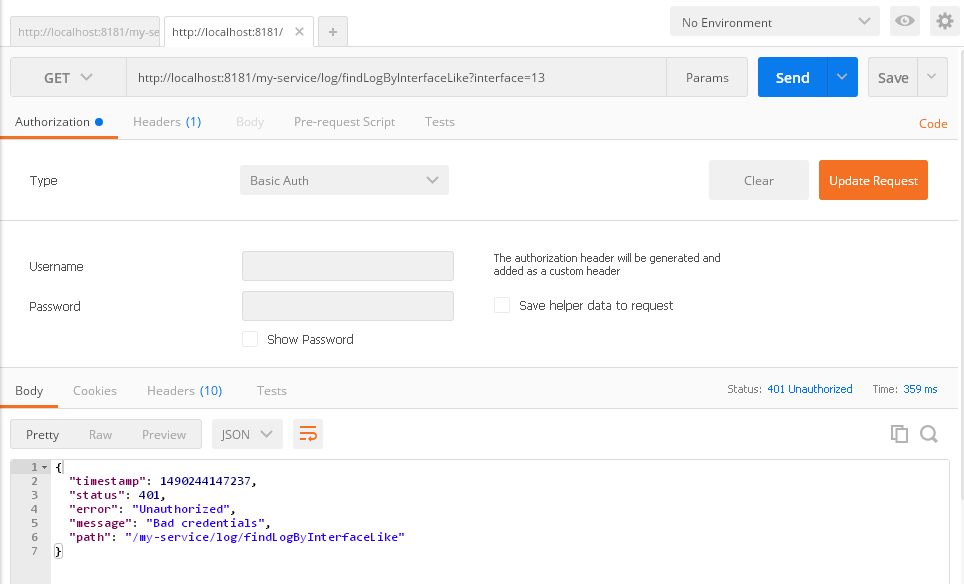 http://localhost:8181/my-se
http://localhost:8181/
No Environment
GET
http://localhost:8181/my-service/log/findLogByInterfaceLike?interface=13
Params
Send
Save
Authorization
Headers (1)
Body
Pre-request Script
Tests
Code
Type
Basic Auth
Clear
Update Request
Username
The authorization header will be generated and
added as a custom header
Password
Save helper data to request
Show Password
Body
Cookies
Headers (10)
Tests
Status: 401 Unauthorized
Time: 359 ms
Pretty
Raw
Preview
JSON
1 {
2 "timestamp": 1490244147237,
3 "status": 401,
4 "error": "Unauthorized",
5 "message": "Bad credentials",
6 "path": "/my-service/log/findLogByInterfaceLike"
7 }